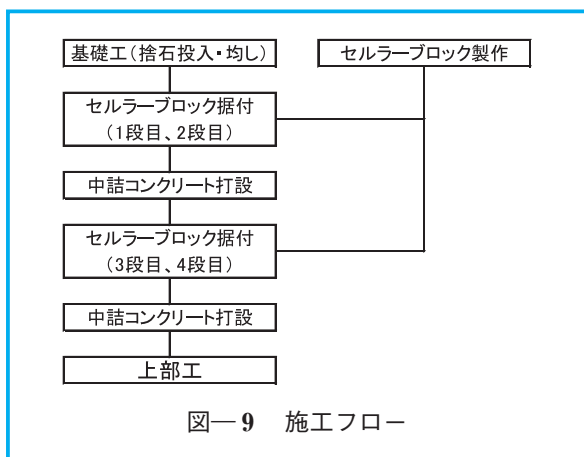 基礎工(捨石投入・均し)
セルラーブロック製作
セルラーブロック据付
(1段目、2段目)
中詰コンクリート打設
セルラーブロック据付
(3段目、4段目)
中詰コンクリート打設
上部工
図―9 施工フロー